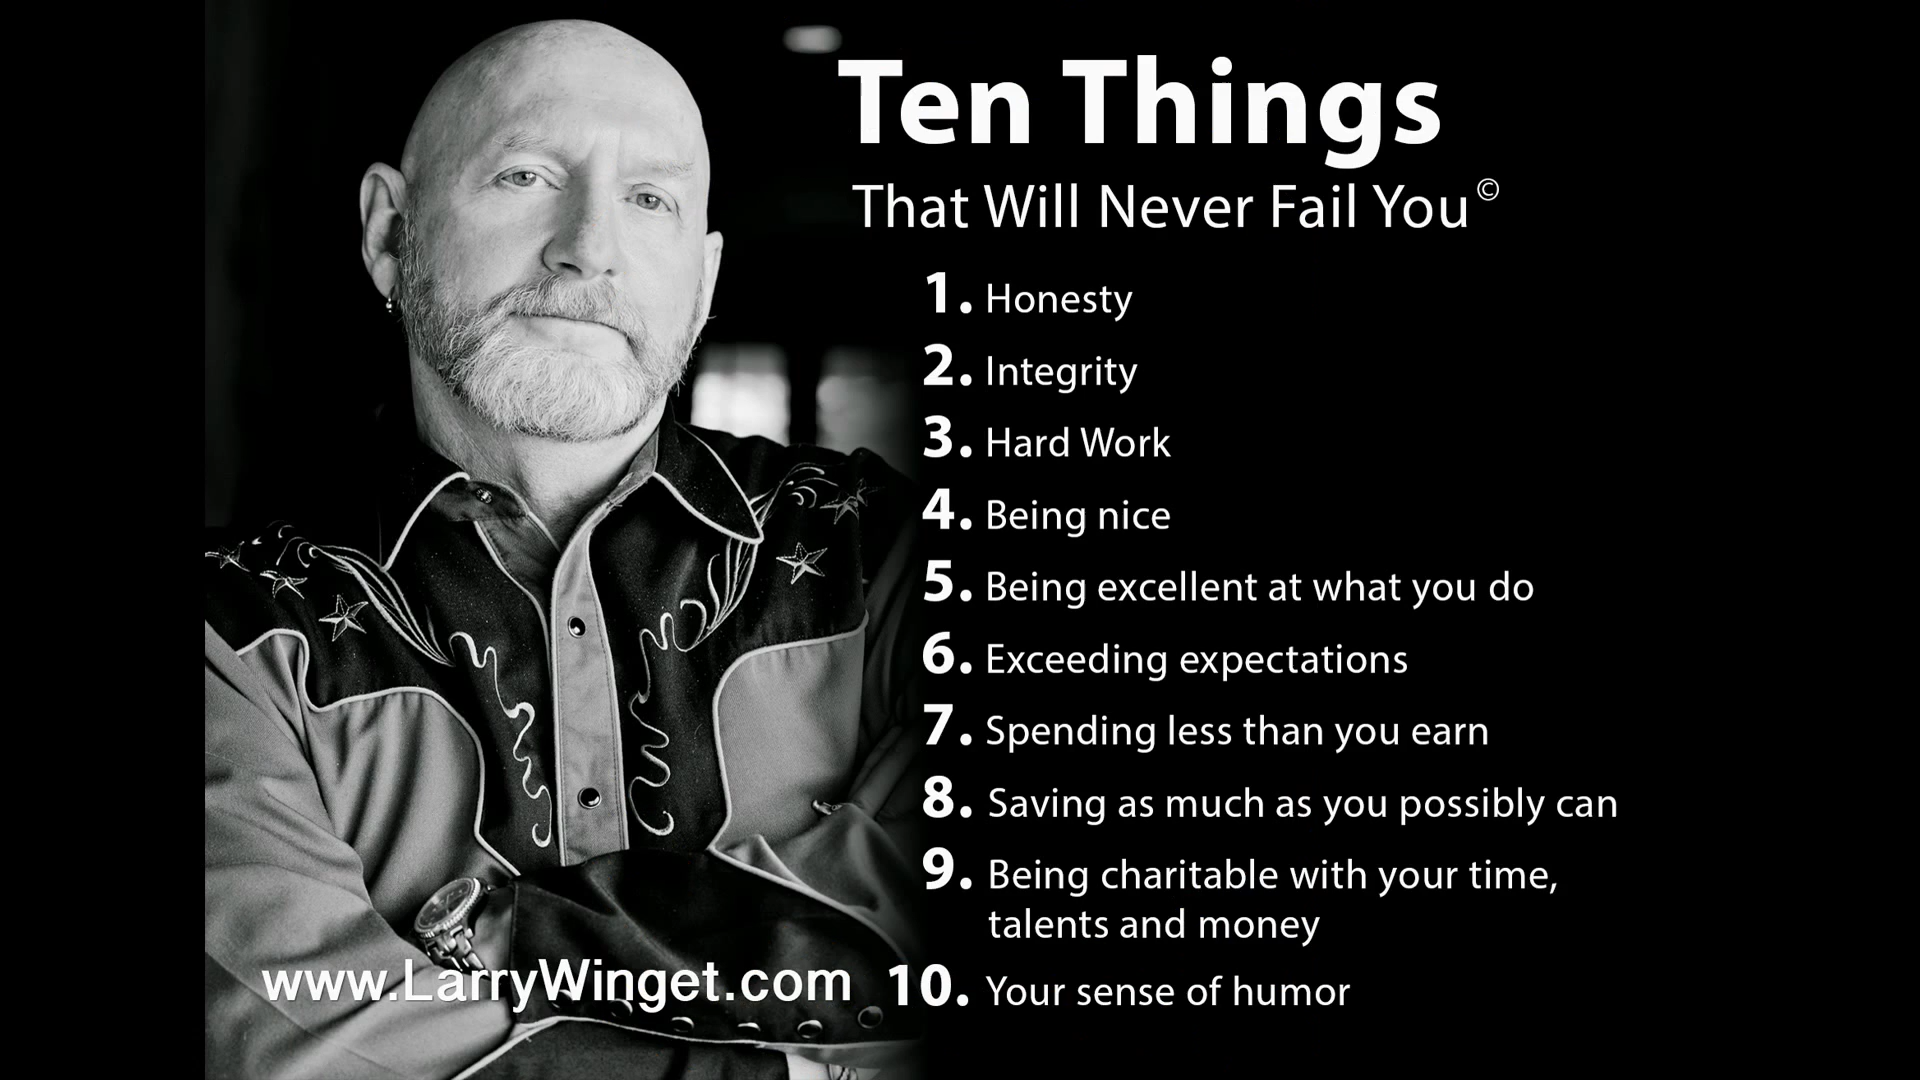 Ten Things
That Will Never Fail You©
1. Honesty
2. Integrity
3. Hard Work
4. Being nice
5. Being excellent at what you do
6. Exceeding expectations
7. Spending less than you earn
8. Saving as much as you possibly can
9. Being charitable with your time,
talents and money
10. Your sense of humor
www.LarryWinget.com